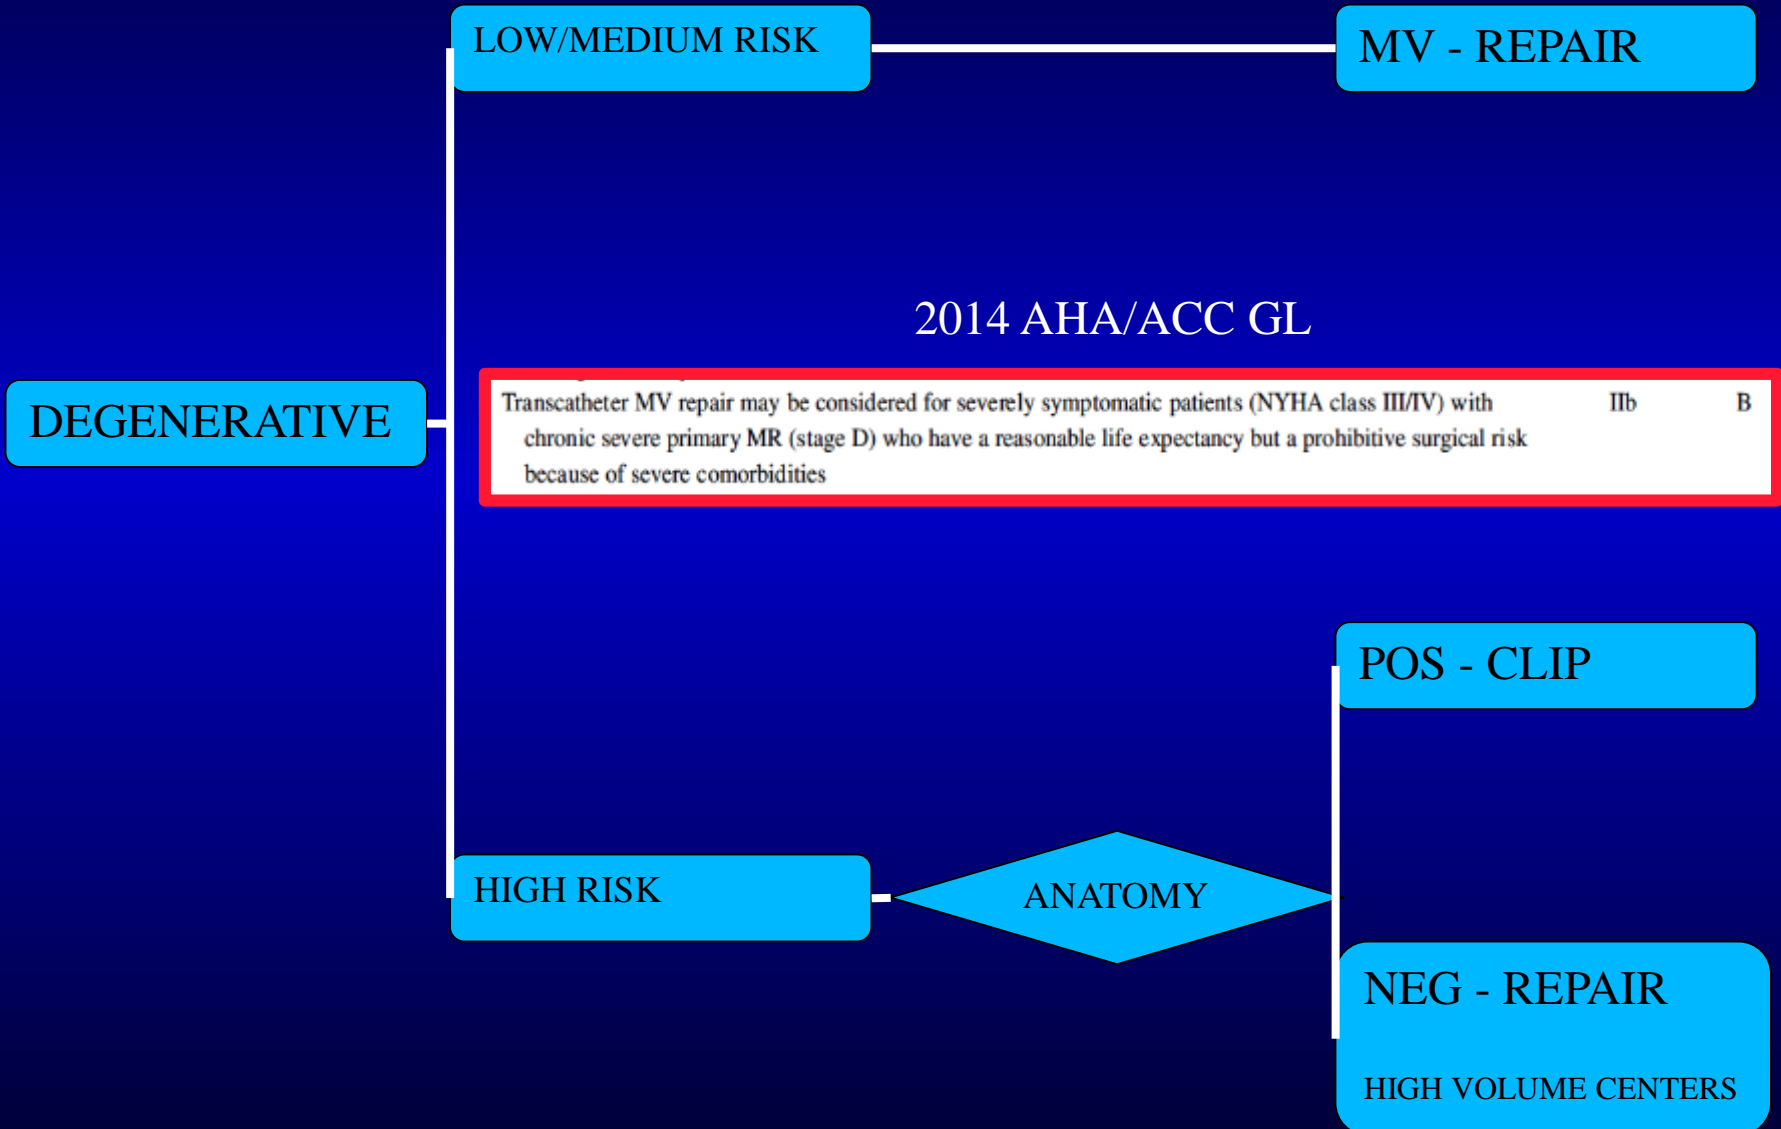 LOW/MEDIUM RISK
MV - REPAIR
2014 AHA/ACC GL
DEGENERATIVE
Transcatheter MV repair may be considered for severely symptomatic patients (NYHA class III/IV) with IIb B
chronic severe primary MR (stage D) who have a reasonable life expectancy but a prohibitive surgical risk
because of severe comorbidities
POS - CLIP
HIGH RISK
ANATOMY
NEG - REPAIR
HIGH VOLUME CENTERS